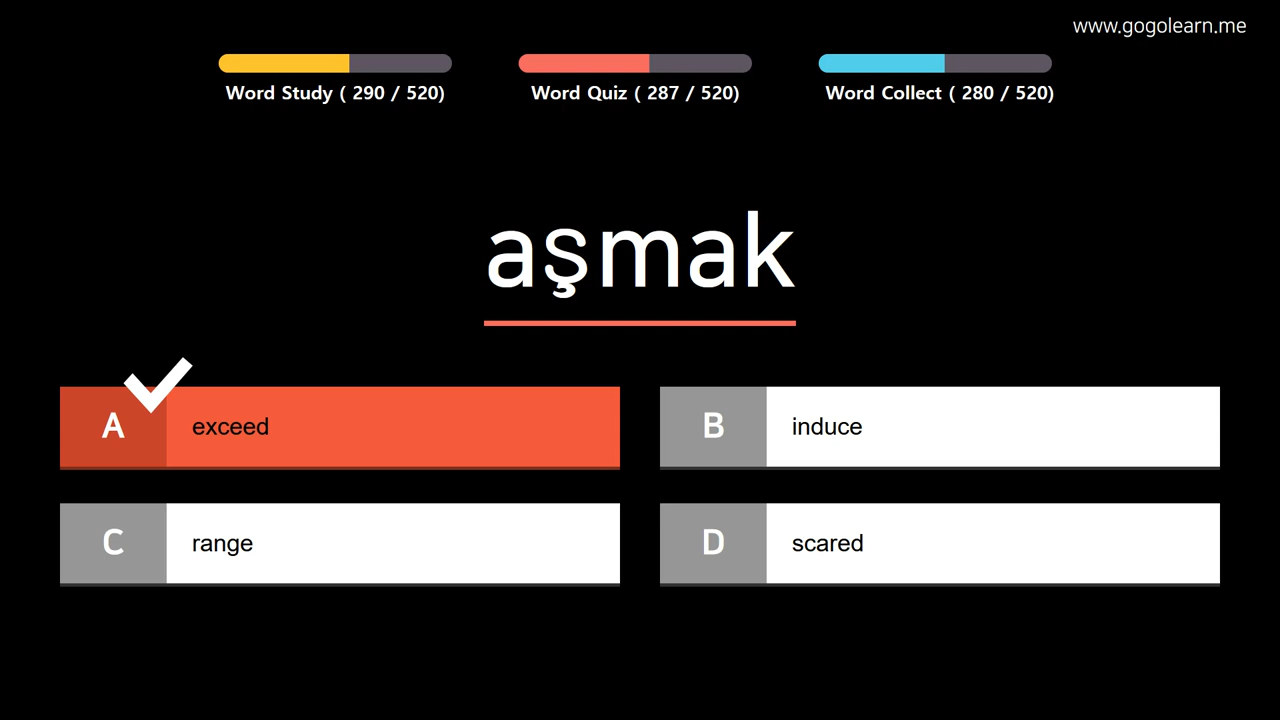 www.gogolearn.me
Word Study ( 290 / 520)
Word Quiz ( 287 / 520)
Word Collect ( 280 / 520)
aşmak
A exceed
B induce
C range
D scared